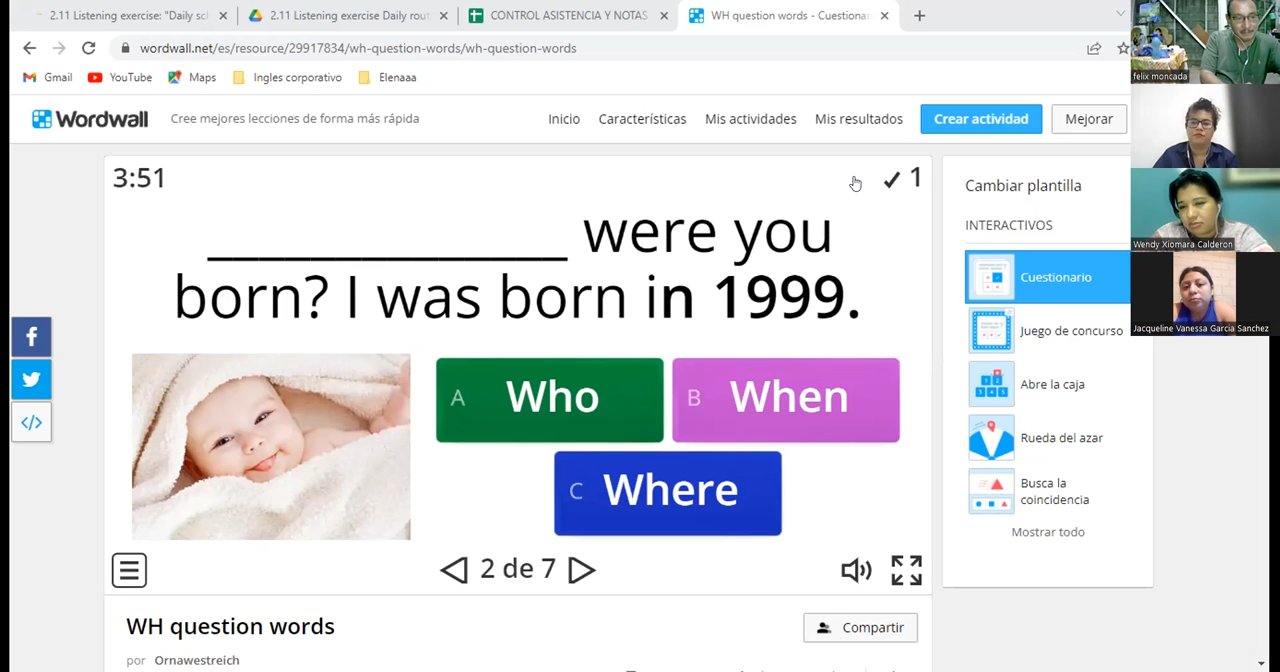 2.11 Listening exercise: "Daily sch
2.11 Listening exercise Daily rout
CONTROL ASISTENCIA Y NOTAS
WH question words - Cuestionar
wordwall.net/es/resource/29917834/wh-question-words/wh-question-words
Gmail
YouTube
Maps
Ingles corporativo
Elenaaa
Wordwall
Cree mejores lecciones de forma más rápida
Inicio
Características
Mis actividades
Mis resultados
Crear actividad
Mejorar
3:51
1
______________ were you
born? I was born in 1999.
A Who
B When
C Where
2 de 7
WH question words
Compartir
por Ornawestreich
Cambiar plantilla
INTERACTIVOS
Cuestionario
Juego de concurso
Abre la caja
Rueda del azar
Busca la
coincidencia
Mostrar todo
felix moncada
Wendy Xiomara Calderon
Jacqueline Vanessa Garcia Sanchez